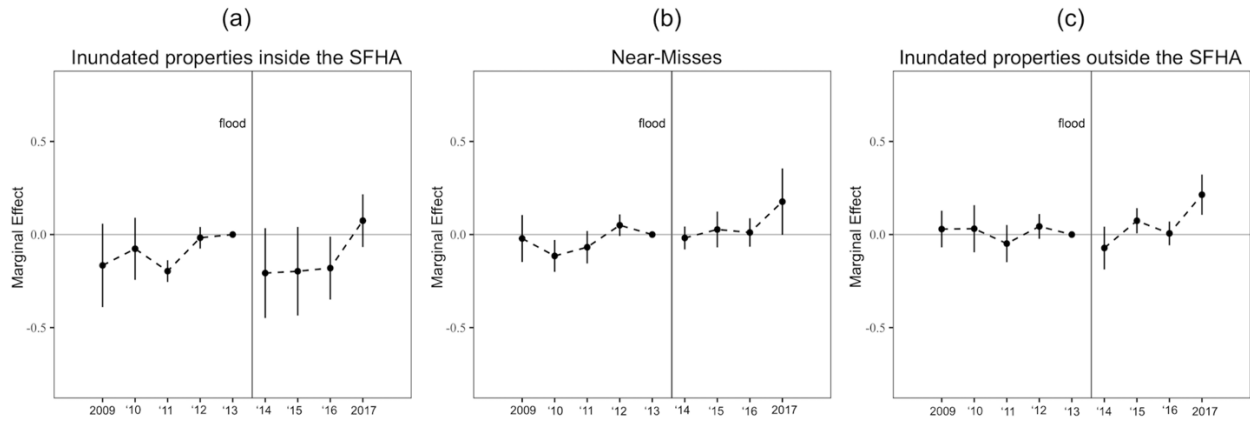 (a)
Inundated properties inside the SFHA
flood
0.5
0.0
-0.5
Marginal Effect
2009 '10 '11 '12 '13 '14 '15 '16 2017
(b)
Near-Misses
flood
0.5
0.0
-0.5
Marginal Effect
2009 '10 '11 '12 '13 '14 '15 '16 2017
(c)
Inundated properties outside the SFHA
flood
0.5
0.0
-0.5
Marginal Effect
2009 '10 '11 '12 '13 '14 '15 '16 2017